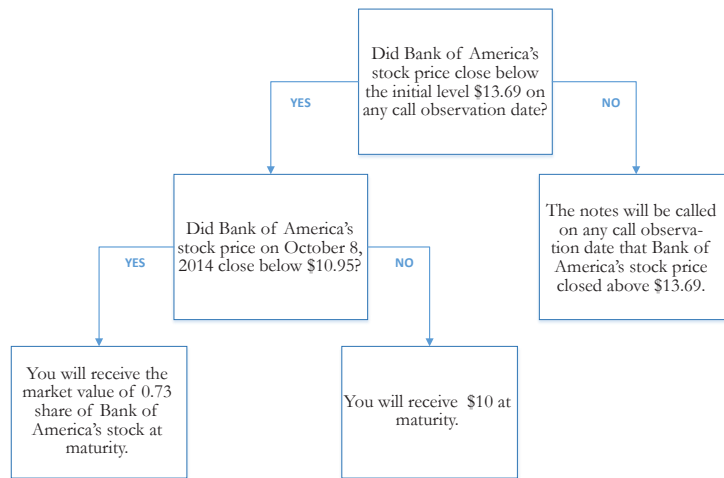 Did Bank of America's
stock price close below
the initial level $13.69 on
any call observation date?
YES
NO
Did Bank of America's
stock price on October 8,
2014 close below $10.95?
The notes will be called
on any call observa-
tion date that Bank of
America's stock price
closed above $13.69.
YES
NO
You will receive the
market value of 0.73
share of Bank of
America's stock at
maturity.
You will receive $10 at
maturity.